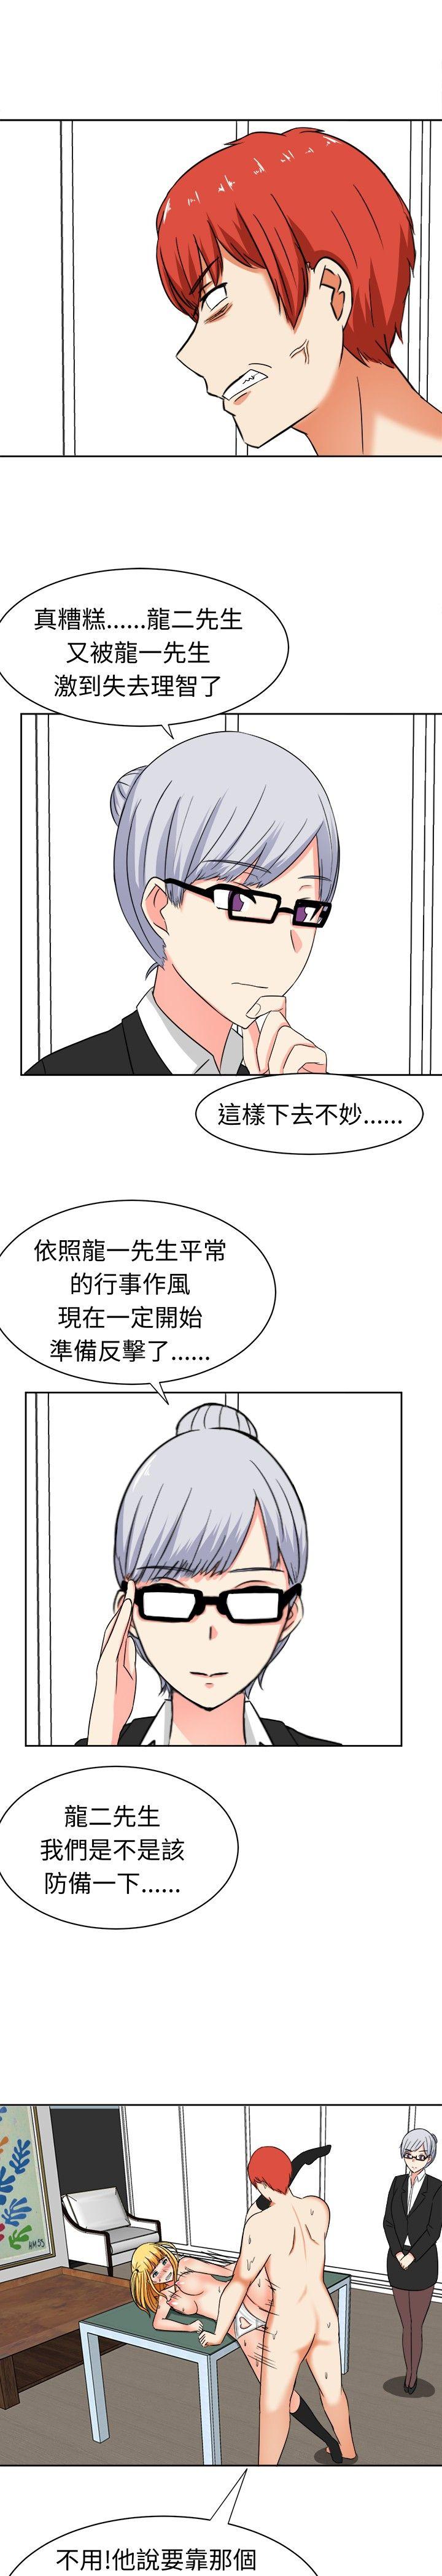 真糟糕......龍二先生
又被龍一先生
激到失去理智了
這樣下去不妙......
依照龍一先生平常
的行事作風
現在一定開始
準備反擊了......
龍二先生
我們是不是該
防備一下......
HM55
不用!他說要靠那個